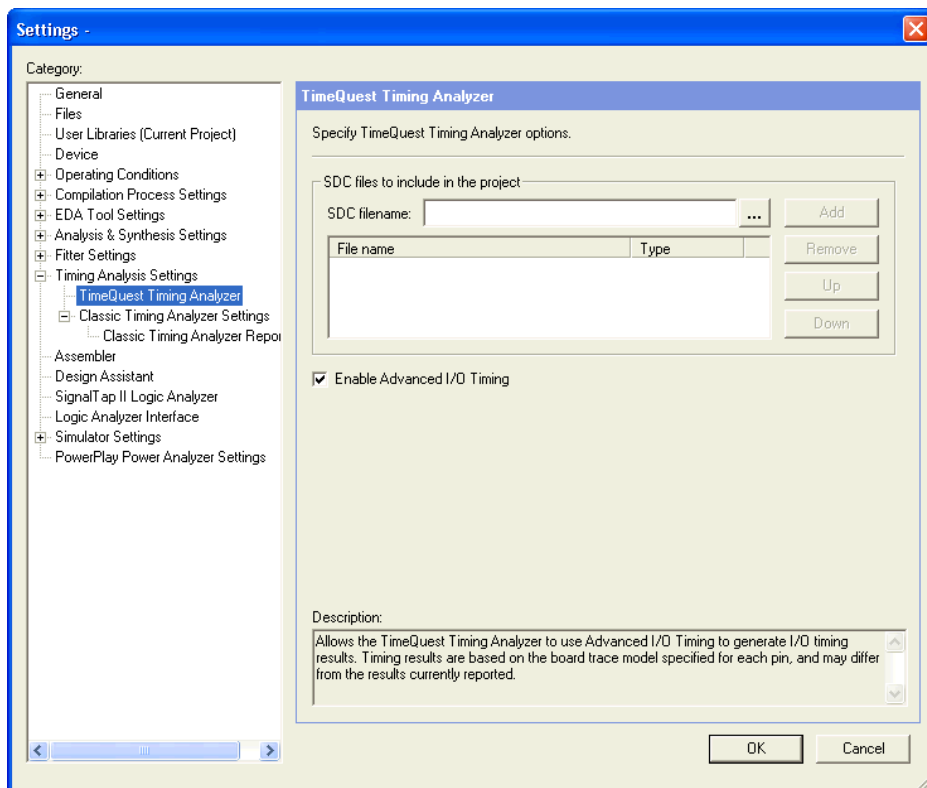 Settings -
Category:
General
Files
User Libraries (Current Project)
Device
Operating Conditions
Compilation Process Settings
EDA Tool Settings
Analysis & Synthesis Settings
Fitter Settings
Timing Analysis Settings
TimeQuest Timing Analyzer
Classic Timing Analyzer Settings
Classic Timing Analyzer Repor
Assembler
Design Assistant
SignalTap II Logic Analyzer
Logic Analyzer Interface
Simulator Settings
PowerPlay Power Analyzer Settings
TimeQuest Timing Analyzer
Specify TimeQuest Timing Analyzer options.
SDC files to include in the project
SDC filename: ... Add
File name Type Remove
Up
Down
Enable Advanced I/O Timing
Description:
Allows the TimeQuest Timing Analyzer to use Advanced I/O Timing to generate I/O timing
results. Timing results are based on the board trace model specified for each pin, and may differ
from the results currently reported.
OK Cancel